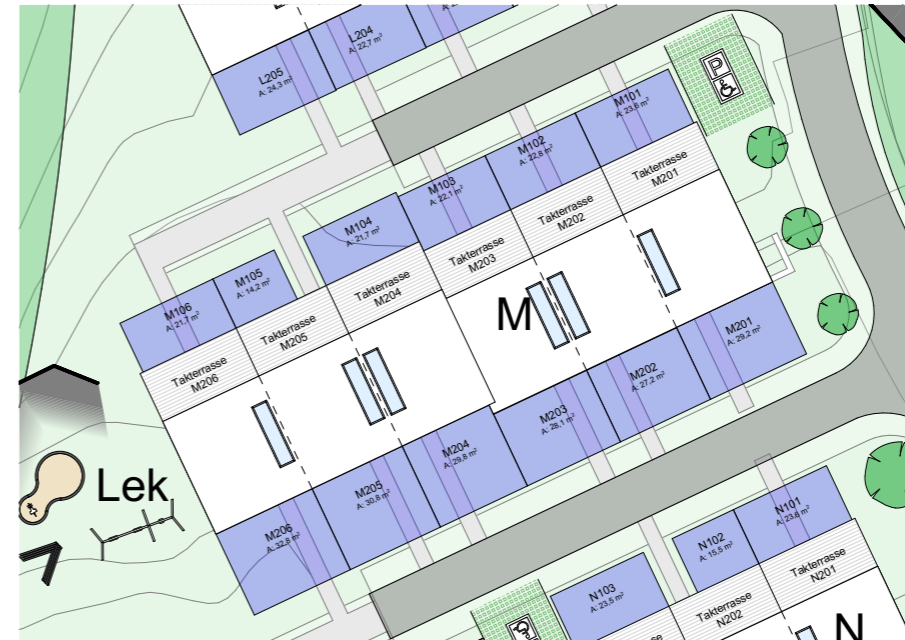 L204
A: 22,7 m²
L205
A: 24,3 m²
P
M101
A: 23,8 m²
M102
A: 22,8 m²
M103
A: 22,1 m²
M104
A: 21,7 m²
M105
A: 14,2 m²
M106
A: 21,7 m²
Takterrasse
M201
Takterrasse
M202
Takterrasse
M203
Takterrasse
M204
Takterrasse
M205
Takterrasse
M206
M
M201
A: 29,2 m²
M202
A: 27,2 m²
M203
A: 28,1 m²
M204
A: 29,8 m²
M205
A: 30,8 m²
M206
A: 32,8 m²
Lek
N101
A: 23,8 m²
N102
A: 15,5 m²
N103
A: 23,5 m²
Takterrasse
N201
Takterrasse
N202
N